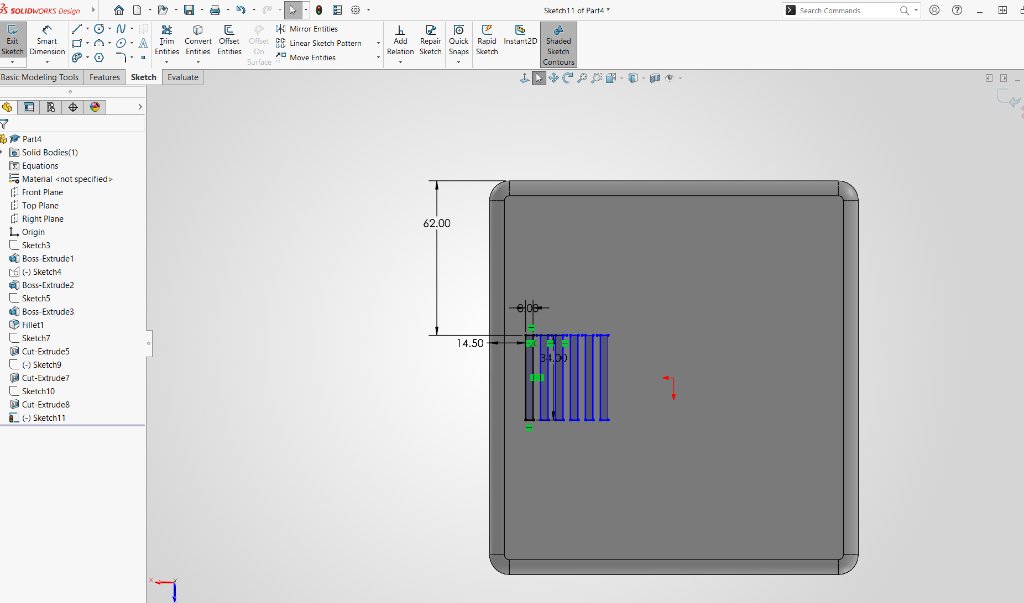 SOLIDWORKS Design
Sketch11 of Part4 *
Search Commands
Exit Sketch
Smart Dimension
Trim Entities
Convert Entities
Offset Entities
Offset On Surface
Mirror Entities
Linear Sketch Pattern
Move Entities
Add Relation
Repair Sketch
Quick Snaps
Rapid Sketch
Instant2D
Shaded Sketch Contours
Basic Modeling Tools
Features
Sketch
Evaluate
Part4
Solid Bodies(1)
Equations
Material <not specified>
Front Plane
Top Plane
Right Plane
Origin
Sketch3
Boss-Extrude1
(-) Sketch4
Boss-Extrude2
Sketch5
Boss-Extrude3
Fillet1
Sketch7
Cut-Extrude5
(-) Sketch9
Cut-Extrude7
Sketch10
Cut-Extrude8
(-) Sketch11
62.00
14.50
34.00